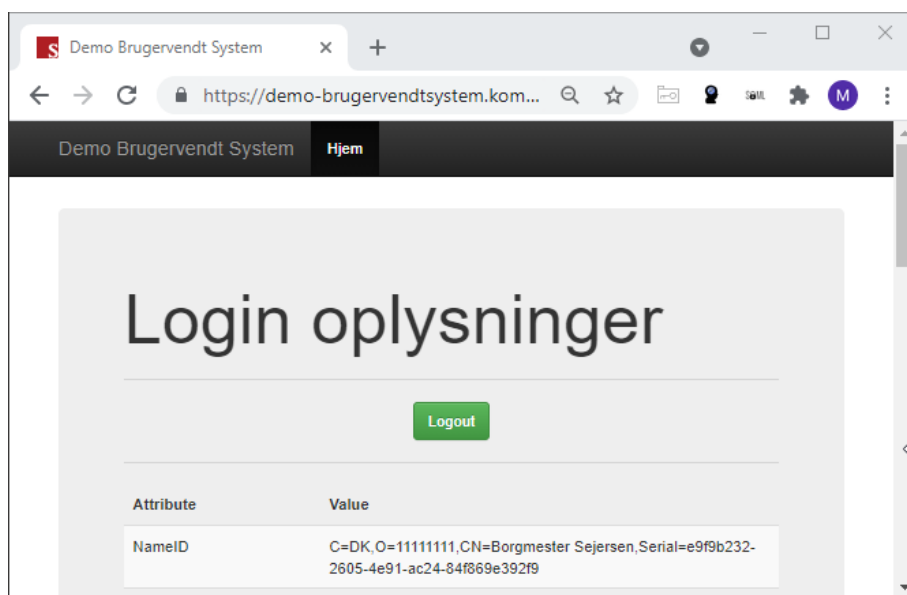 S Demo Brugervendt System
https://demo-brugervendtsystem.kom...
SAML
M
Demo Brugervendt System Hjem
Login oplysninger
Logout
Attribute Value
NameID C=DK,O=11111111,CN=Borgmester Sejersen,Serial=e9f9b232-
2605-4e91-ac24-84f869e392f9